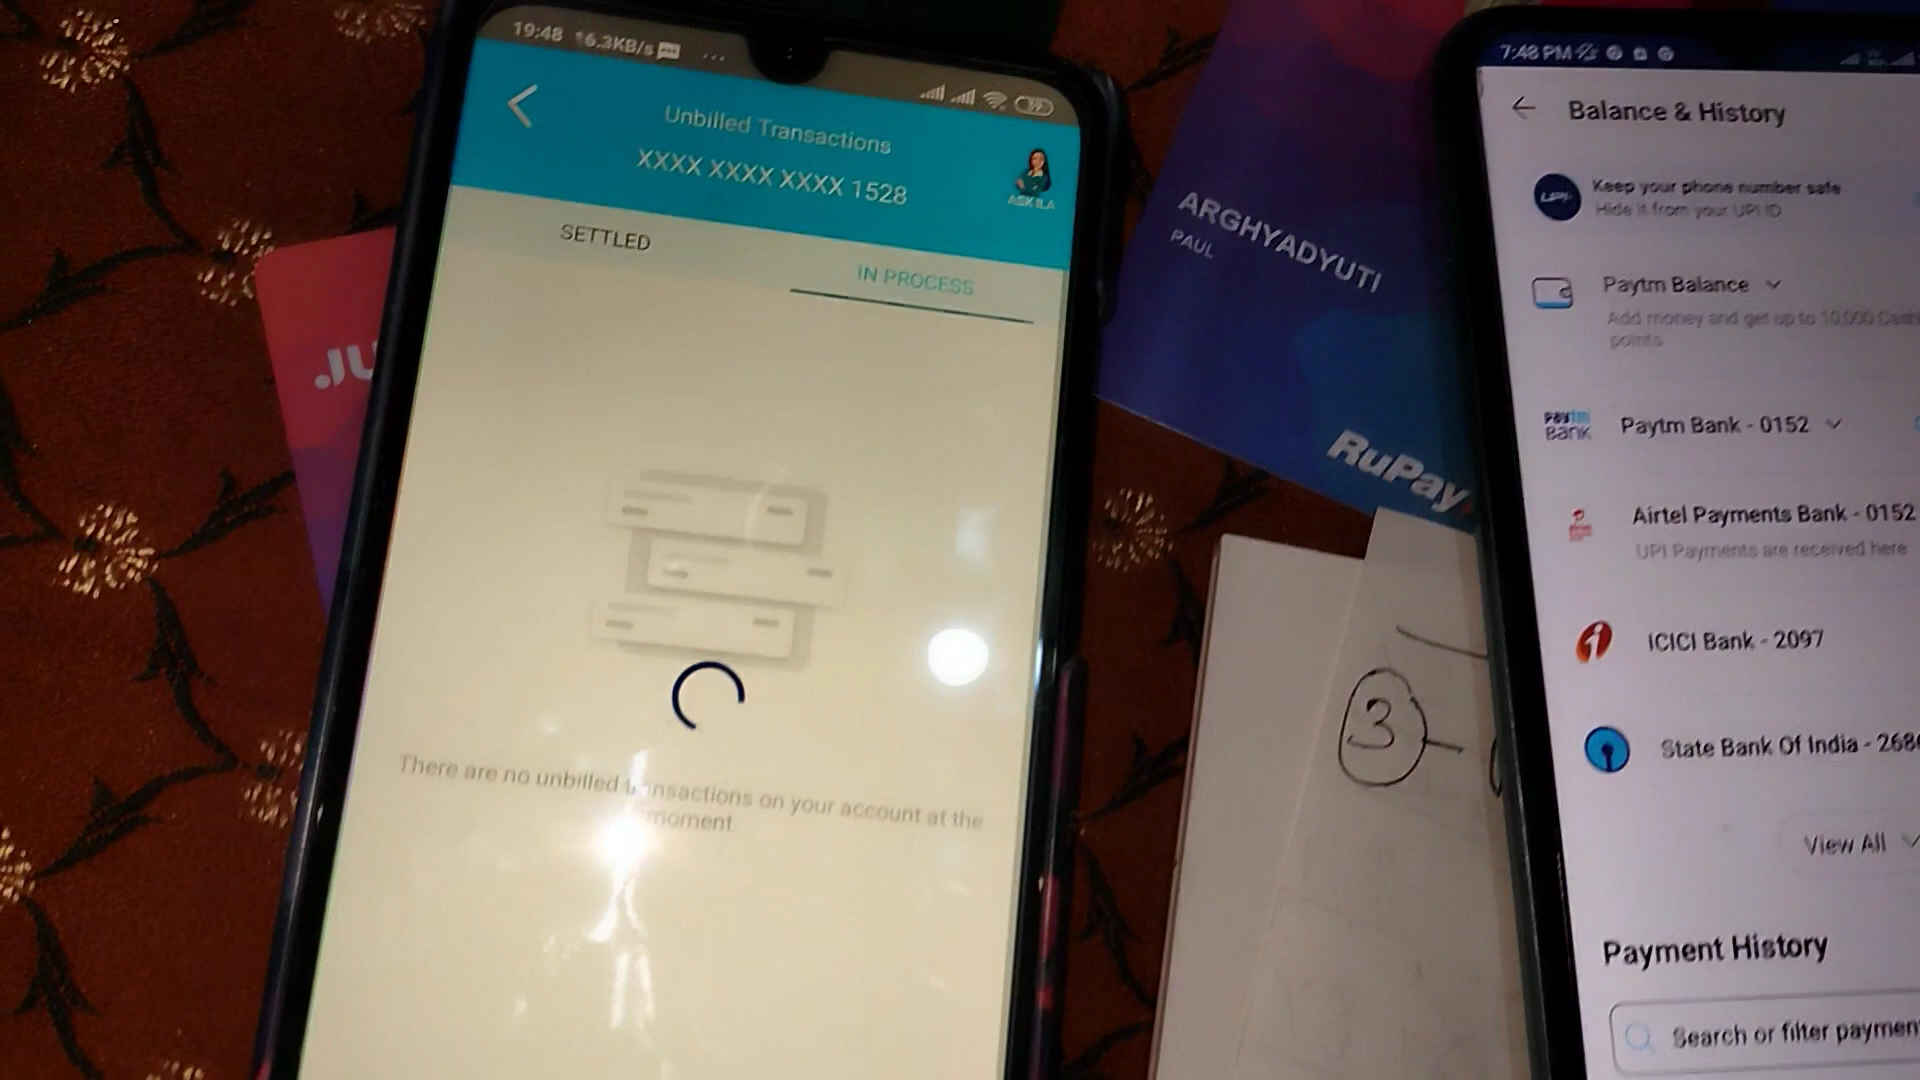 19:48 16.3KB/s
Unbilled Transactions
XXXX XXXX XXXX 1528
ASK ILA
SETTLED
IN PROCESS
There are no unbilled transactions on your account at the
moment
.JU
ARGHYADYUTI
PAUL
RuPay
3
7:48 PM
Balance & History
Keep your phone number safe
Hide it from your UPI ID
Paytm Balance
Add money and get up to 10,000
points
paytm
Bank
Paytm Bank - 0152
Airtel Payments Bank - 0152
UPI Payments are received here
ICICI Bank - 2097
State Bank Of India - 268
View All
Payment History
Search or filter paymen